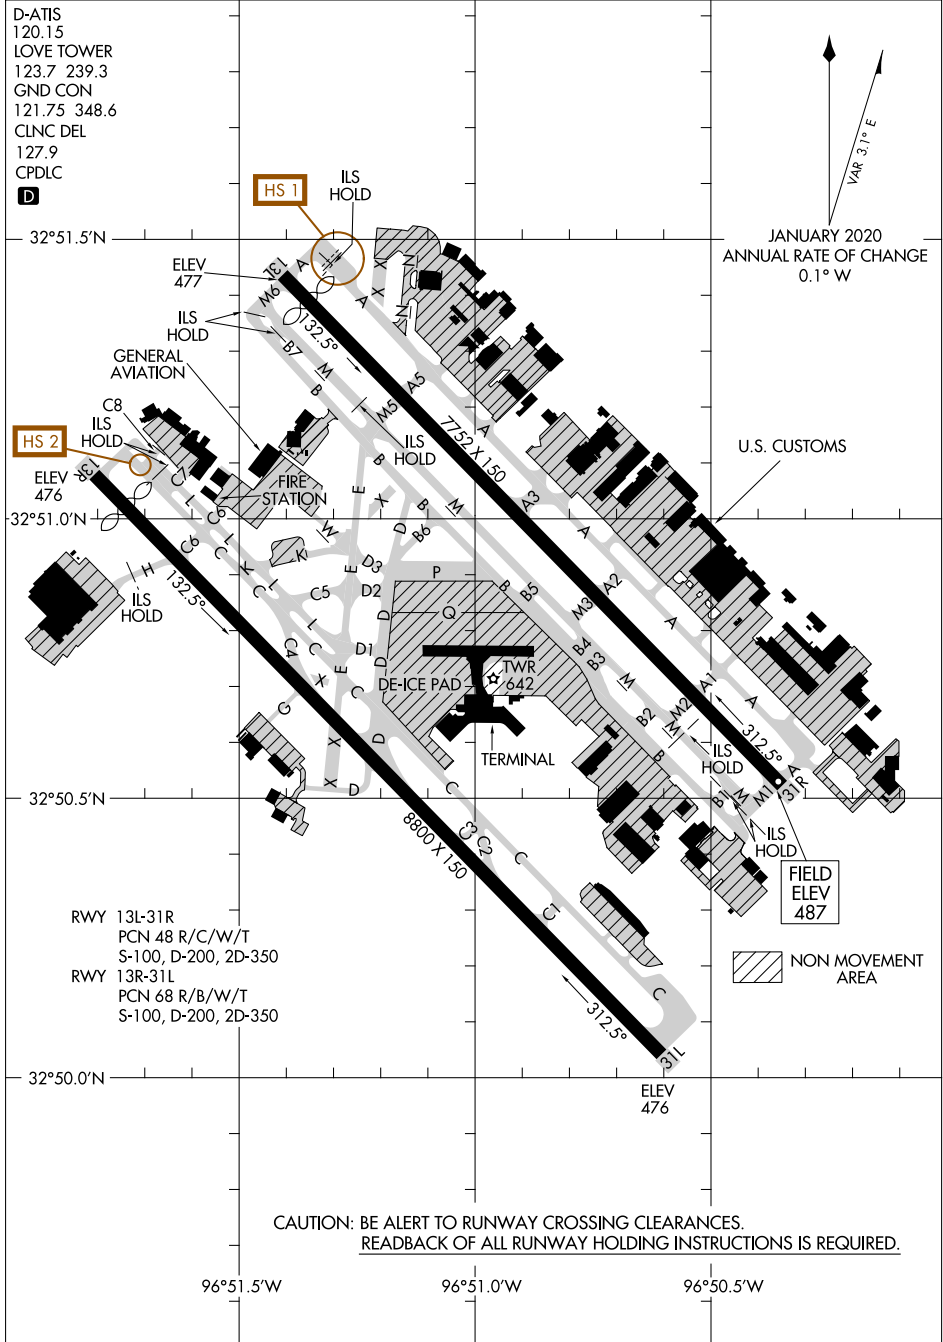 D-ATIS
120.15
LOVE TOWER
123.7 239.3
GND CON
121.75 348.6
CLNC DEL
127.9
CPDLC
D
HS 1
ILS
HOLD
VAR 3.1° E
JANUARY 2020
ANNUAL RATE OF CHANGE
0.1° W
32°51.5'N
ELEV
477
13L
A
M6
132.5°
X
X
N
N
A
ILS
HOLD
B7
M
B
GENERAL
AVIATION
A5
M5
7752 X 150
A
C8
ILS
HOLD
HS 2
ELEV
476
13R
C7
L
C6
FIRE
STATION
ILS
HOLD
U.S. CUSTOMS
B
E
X
B
D
B6
M
A3
A
32°51.0'N
W
L
C6
C
K
K
L
C
H
ILS
HOLD
132.5°
E
D3
D2
C5
P
B
B5
A2
M3
A
Q
D
L
C
C4
D1
D
E
X
C
DE-ICE PAD
TWR
642
B4
B3
M
A1
M2
B2
M
A
G
X
D
TERMINAL
B
ILS
HOLD
312.5°
A
31R
M1
M
B1
32°50.5'N
X
D
C
ILS
HOLD
8800 X 150
C3
C2
C
FIELD
ELEV
487
C1
RWY 13L-31R
PCN 48 R/C/W/T
S-100, D-200, 2D-350
RWY 13R-31L
PCN 68 R/B/W/T
S-100, D-200, 2D-350
NON MOVEMENT
AREA
C
312.5°
31L
32°50.0'N
ELEV
476
CAUTION: BE ALERT TO RUNWAY CROSSING CLEARANCES.
READBACK OF ALL RUNWAY HOLDING INSTRUCTIONS IS REQUIRED.
96°51.5'W
96°51.0'W
96°50.5'W